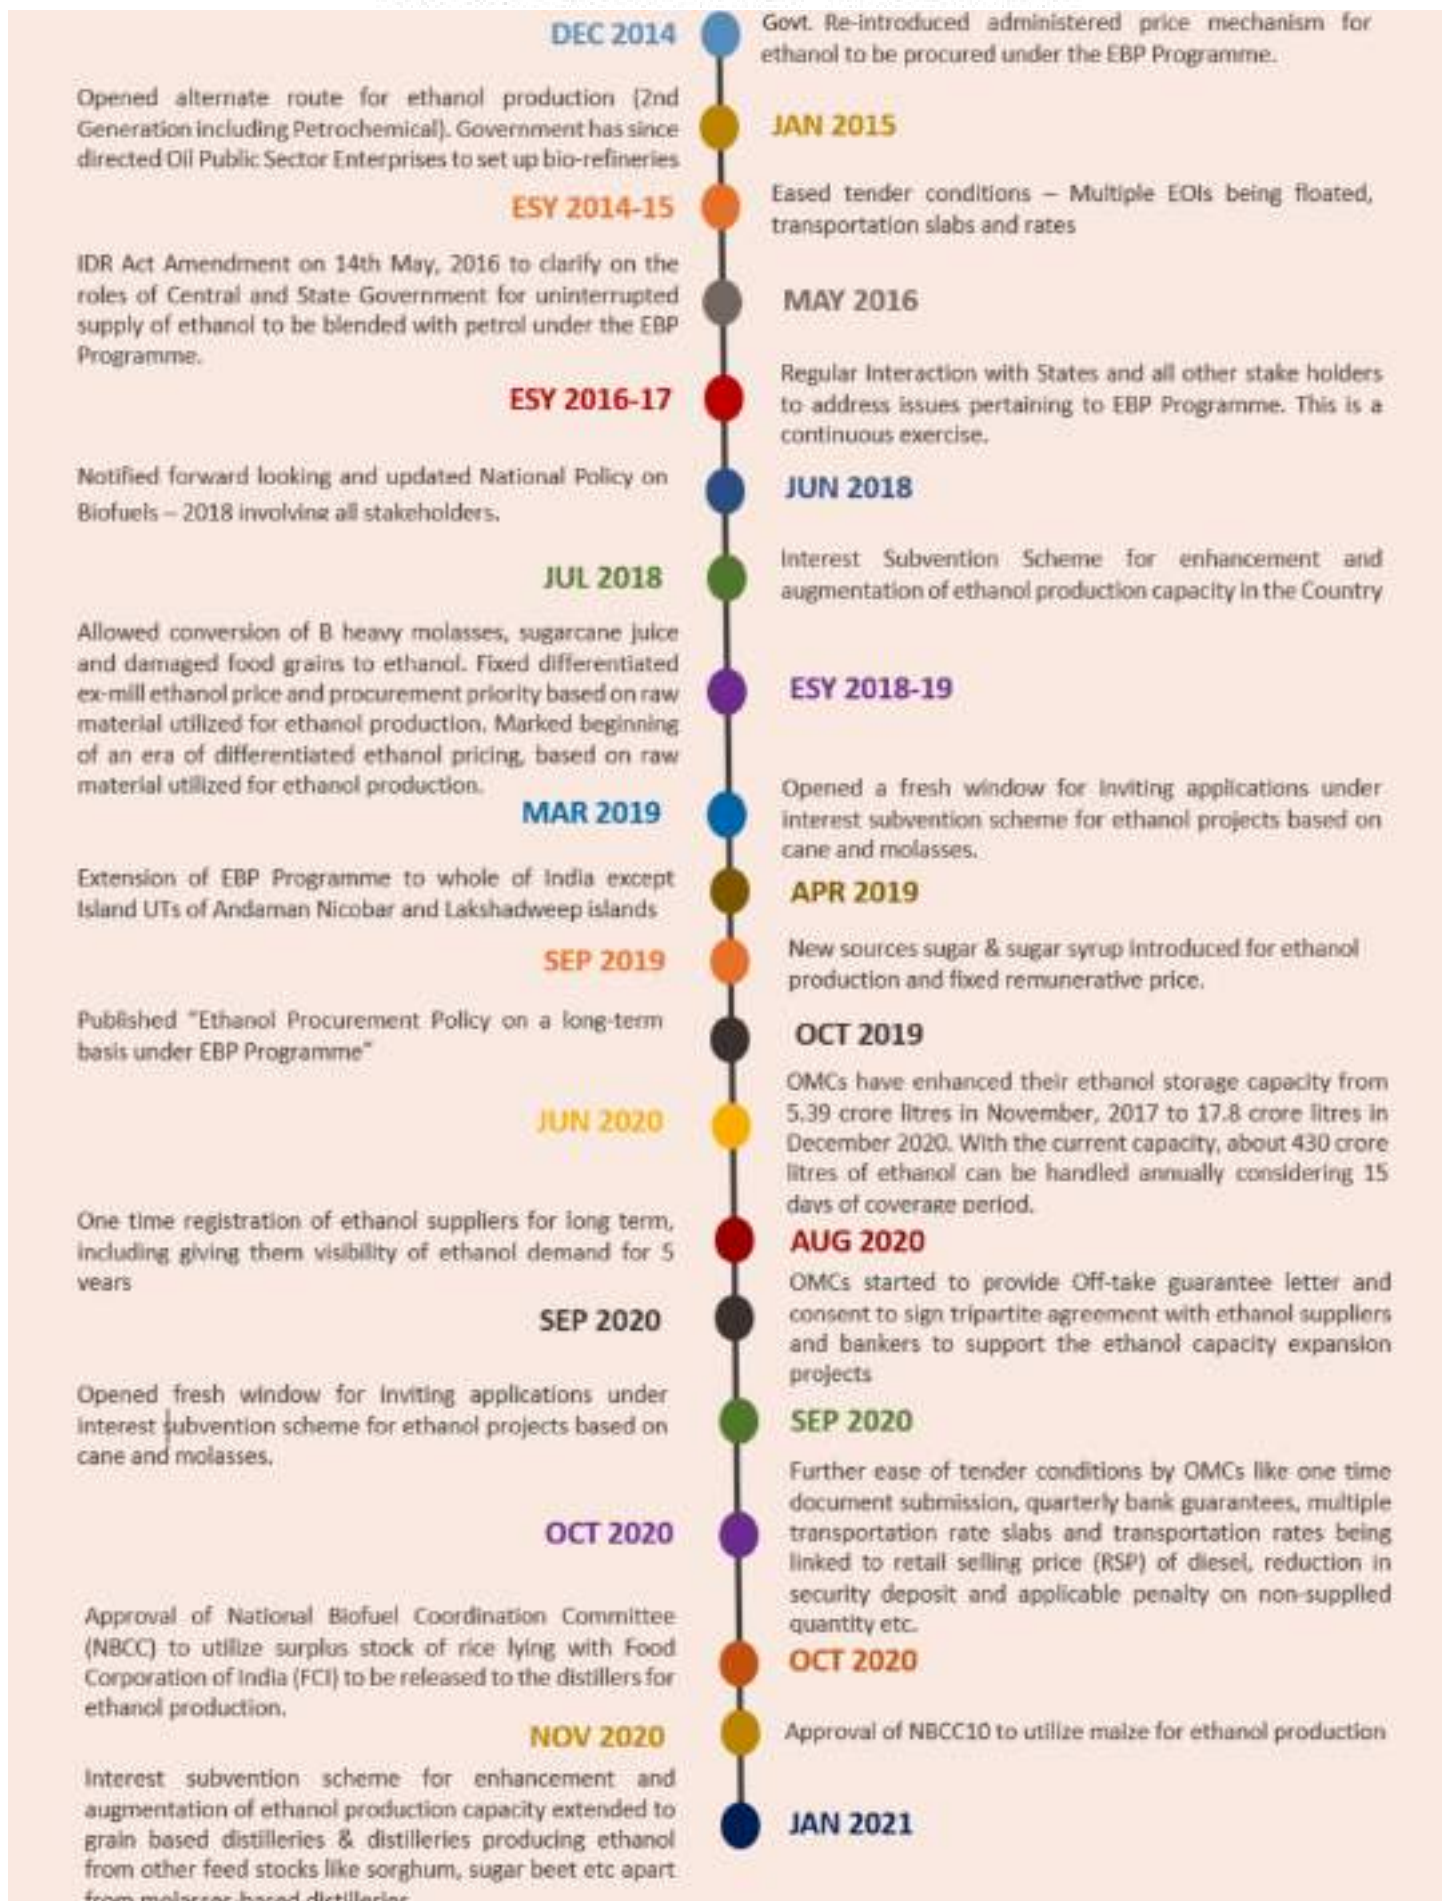 DEC 2014
Govt. Re-introduced administered price mechanism for
ethanol to be procured under the EBP Programme.
Opened alternate route for ethanol production (2nd
Generation including Petrochemical). Government has since
directed Oil Public Sector Enterprises to set up bio-refineries
JAN 2015
ESY 2014-15
Eased tender conditions – Multiple EOIs being floated,
transportation slabs and rates
IDR Act Amendment on 14th May, 2016 to clarify on the
roles of Central and State Government for uninterrupted
supply of ethanol to be blended with petrol under the EBP
Programme.
MAY 2016
ESY 2016-17
Regular Interaction with States and all other stake holders
to address issues pertaining to EBP Programme. This is a
continuous exercise.
Notified forward looking and updated National Policy on
Biofuels – 2018 involving all stakeholders.
JUN 2018
JUL 2018
Interest Subvention Scheme for enhancement and
augmentation of ethanol production capacity in the Country
Allowed conversion of B heavy molasses, sugarcane juice
and damaged food grains to ethanol. Fixed differentiated
ex-mill ethanol price and procurement priority based on raw
material utilized for ethanol production. Marked beginning
of an era of differentiated ethanol pricing, based on raw
material utilized for ethanol production.
ESY 2018-19
MAR 2019
Opened a fresh window for inviting applications under
interest subvention scheme for ethanol projects based on
cane and molasses.
Extension of EBP Programme to whole of India except
Island UTs of Andaman Nicobar and Lakshadweep islands
APR 2019
SEP 2019
New sources sugar & sugar syrup introduced for ethanol
production and fixed remunerative price.
Published "Ethanol Procurement Policy on a long-term
basis under EBP Programme"
OCT 2019
JUN 2020
OMCs have enhanced their ethanol storage capacity from
5.39 crore litres in November, 2017 to 17.8 crore litres in
December 2020. With the current capacity, about 430 crore
litres of ethanol can be handled annually considering 15
days of coverage period.
One time registration of ethanol suppliers for long term,
including giving them visibility of ethanol demand for 5
years
AUG 2020
SEP 2020
OMCs started to provide Off-take guarantee letter and
consent to sign tripartite agreement with ethanol suppliers
and bankers to support the ethanol capacity expansion
projects
Opened fresh window for inviting applications under
interest subvention scheme for ethanol projects based on
cane and molasses.
SEP 2020
OCT 2020
Further ease of tender conditions by OMCs like one time
document submission, quarterly bank guarantees, multiple
transportation rate slabs and transportation rates being
linked to retail selling price (RSP) of diesel, reduction in
security deposit and applicable penalty on non-supplied
quantity etc.
Approval of National Biofuel Coordination Committee
(NBCC) to utilize surplus stock of rice lying with Food
Corporation of India (FCI) to be released to the distillers for
ethanol production.
OCT 2020
NOV 2020
Approval of NBCC10 to utilize maize for ethanol production
Interest subvention scheme for enhancement and
augmentation of ethanol production capacity extended to
grain based distilleries & distilleries producing ethanol
from other feed stocks like sorghum, sugar beet etc apart
from molasses based distilleries
JAN 2021